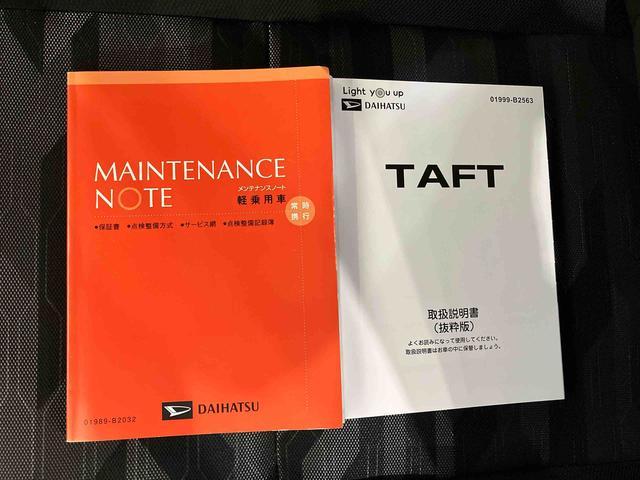 MAINTENANCE
NOTE
メンテナンスノート
軽乗用車
常時
携行
●保証書 ●点検整備方式 ●サービス網 ●点検整備記録簿
DAIHATSU
01989-B2032
Light you up
DAIHATSU
01999-B2563
TAFT
取扱説明書
(抜粋版)
よくお読みになって使用してください。
取扱説明書はお車の中に保管しましょう。